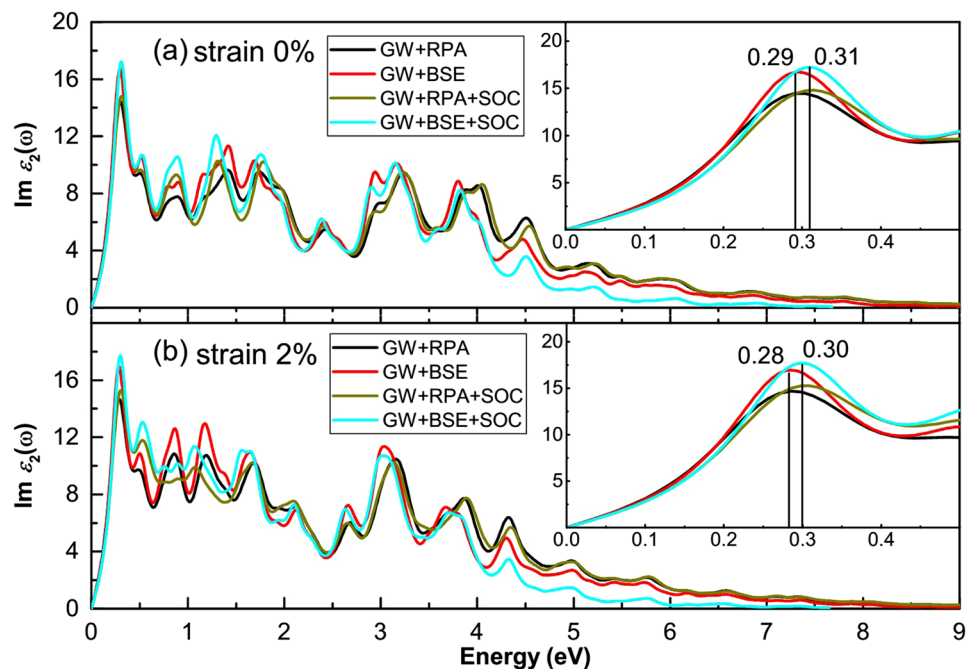 20
16
12
8
4
0
Im ε₂(ω)
(a) strain 0%
GW+RPA
GW+BSE
GW+RPA+SOC
GW+BSE+SOC
0.29 0.31
20
15
10
5
0.0 0.1 0.2 0.3 0.4
16
12
8
4
0
Im ε₂(ω)
(b) strain 2%
GW+RPA
GW+BSE
GW+RPA+SOC
GW+BSE+SOC
0.28 0.30
20
15
10
5
0.0 0.1 0.2 0.3 0.4
0 1 2 3 4 5 6 7 8 9
Energy (eV)